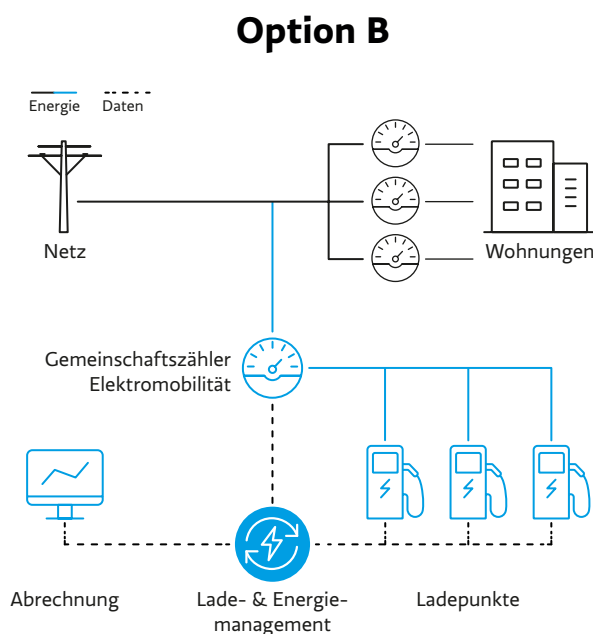 Option B
Energie Daten
Netz
Wohnungen
Gemeinschaftszähler
Elektromobilität
Abrechnung
Lade- & Energie-
management
Ladepunkte